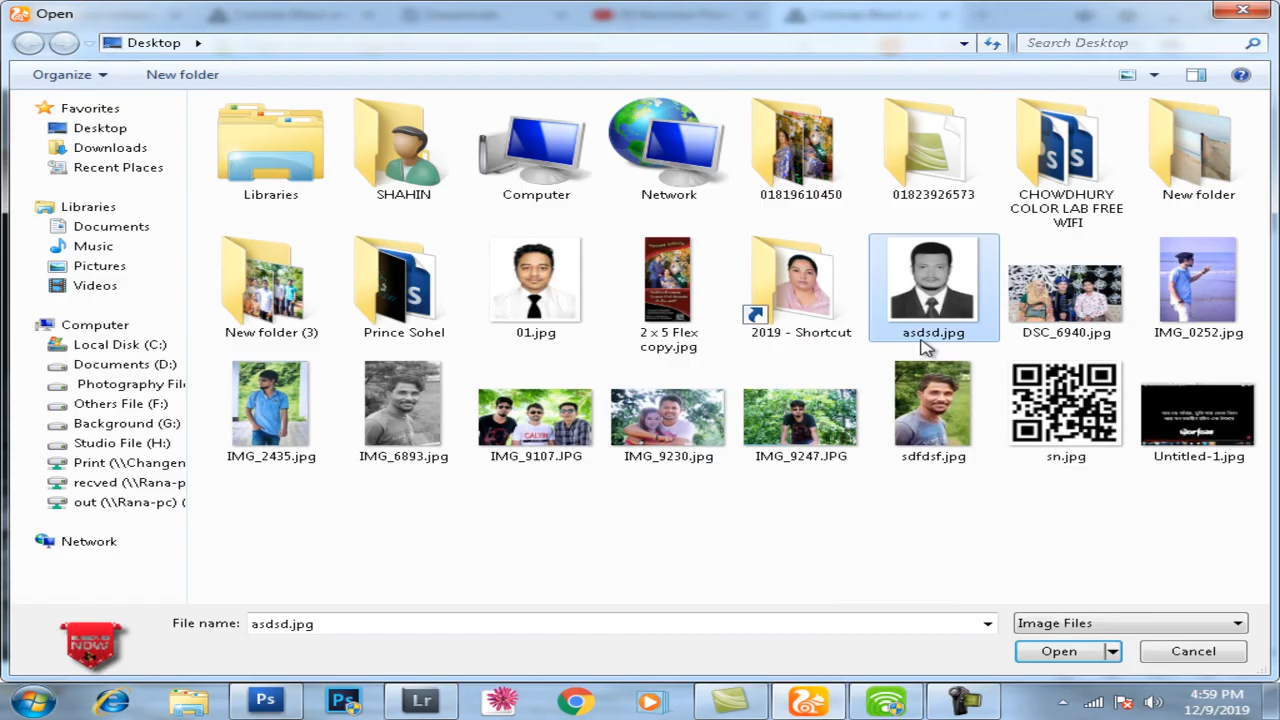 Open
Desktop
Search Desktop
Organize
New folder
Favorites
Desktop
Downloads
Recent Places
Libraries
Documents
Music
Pictures
Videos
Computer
Local Disk (C:)
Documents (D:)
Photography File
Others File (F:)
Background (G:)
Studio File (H:)
Print (\\Changen
recved (\\Rana-p
out (\\Rana-pc) (
Network
Libraries
SHAHIN
Computer
Network
01819610450
01823926573
CHOWDHURY
COLOR LAB FREE
WIFI
New folder
New folder (3)
Prince Sohel
01.jpg
2 x 5 Flex
copy.jpg
2019 - Shortcut
asdsd.jpg
DSC_6940.jpg
IMG_0252.jpg
IMG_2435.jpg
IMG_6893.jpg
IMG_9107.JPG
IMG_9230.jpg
IMG_9247.JPG
sdfdsf.jpg
sn.jpg
Untitled-1.jpg
File name:
asdsd.jpg
Image Files
Open
Cancel
NOW
Ps
Ps
Lr
4:59 PM
12/9/2019